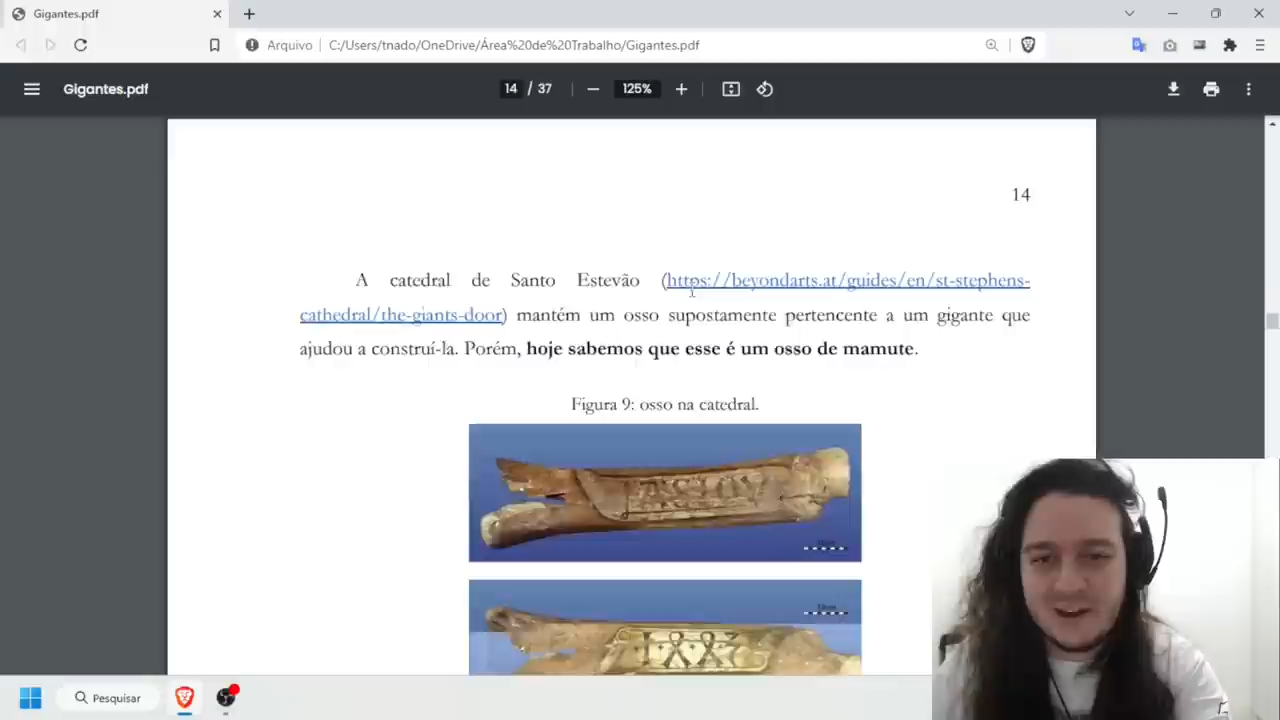 Gigantes.pdf
Arquivo C:/Users/tnado/OneDrive/Área%20de%20Trabalho/Gigantes.pdf
Gigantes.pdf 14 / 37 125%
14
A catedral de Santo Estevão (https://beyondarts.at/guides/en/st-stephens-
cathedral/the-giants-door) mantém um osso supostamente pertencente a um gigante que
ajudou a construí-la. Porém, hoje sabemos que esse é um osso de mamute.
Figura 9: osso na catedral.
Pesquisar